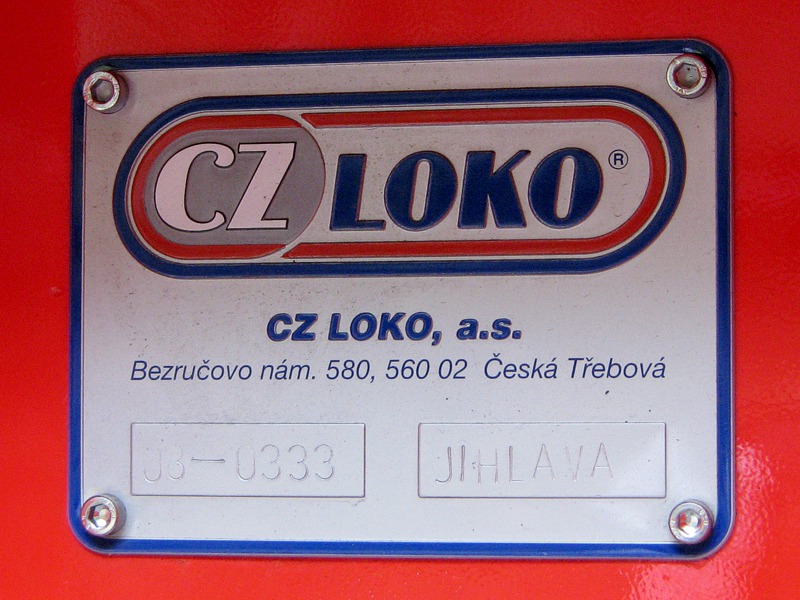 CZ LOKO®
CZ LOKO, a.s.
Bezručovo nám. 580, 560 02 Česká Třebová
J3-0333 JIHLAVA